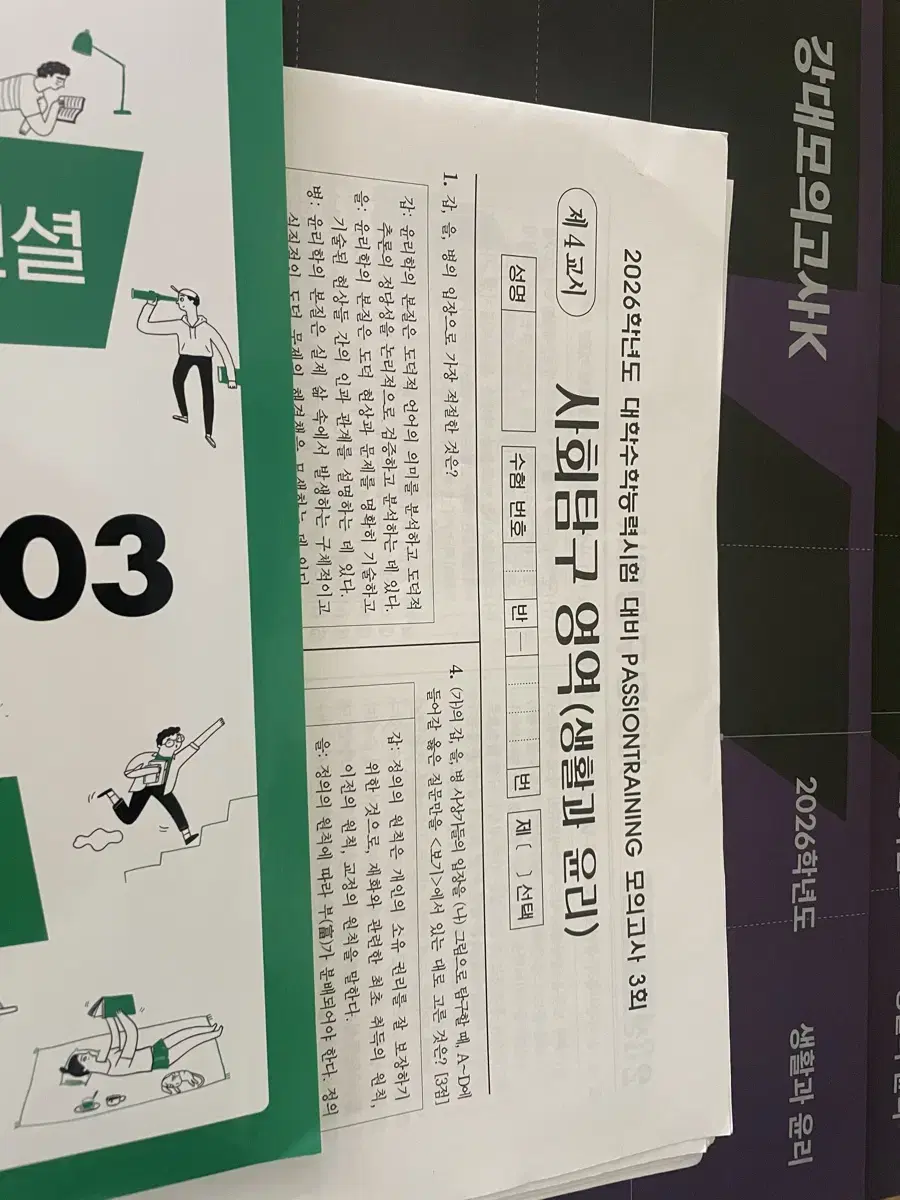 강대모의고사K
2026학년도
생활과 윤리
2026학년도 대학수학능력시험 대비 PASSIONTRAINING 모의고사 3회
제 4 교시
사회탐구 영역(생활과 윤리)
성명
수험 번호
반
번
제 [ ] 선택
1. 갑, 을, 병의 입장으로 가장 적절한 것은?
갑: 윤리학의 본질은 도덕적 언어의 의미를 분석하고 도덕적
추론의 정당성을 논리적으로 검증하고 분석하는 데 있다.
을: 윤리학의 본질은 도덕 현상과 문제를 명확히 기술하고
기술된 현상들 간의 인과 관계를 설명하는 데 있다.
병: 윤리학의 본질은 실제 삶 속에서 발생하는 구체적이고
4. (가)의 갑, 을, 병 사상가들의 입장을 (나) 그림으로 탐구할 때, A~D에
들어갈 옳은 질문만을 <보기>에서 있는 대로 고른 것은? [3점]
갑: 정의의 원칙은 개인의 소유 권리를 잘 보장하기
위한 것으로, 재화와 관련한 최초 취득의 원칙,
이전의 원칙, 교정의 원칙을 말한다.
을: 정의의 원칙에 따라 부(富)가 분배되어야 한다. 정의
션셜
03